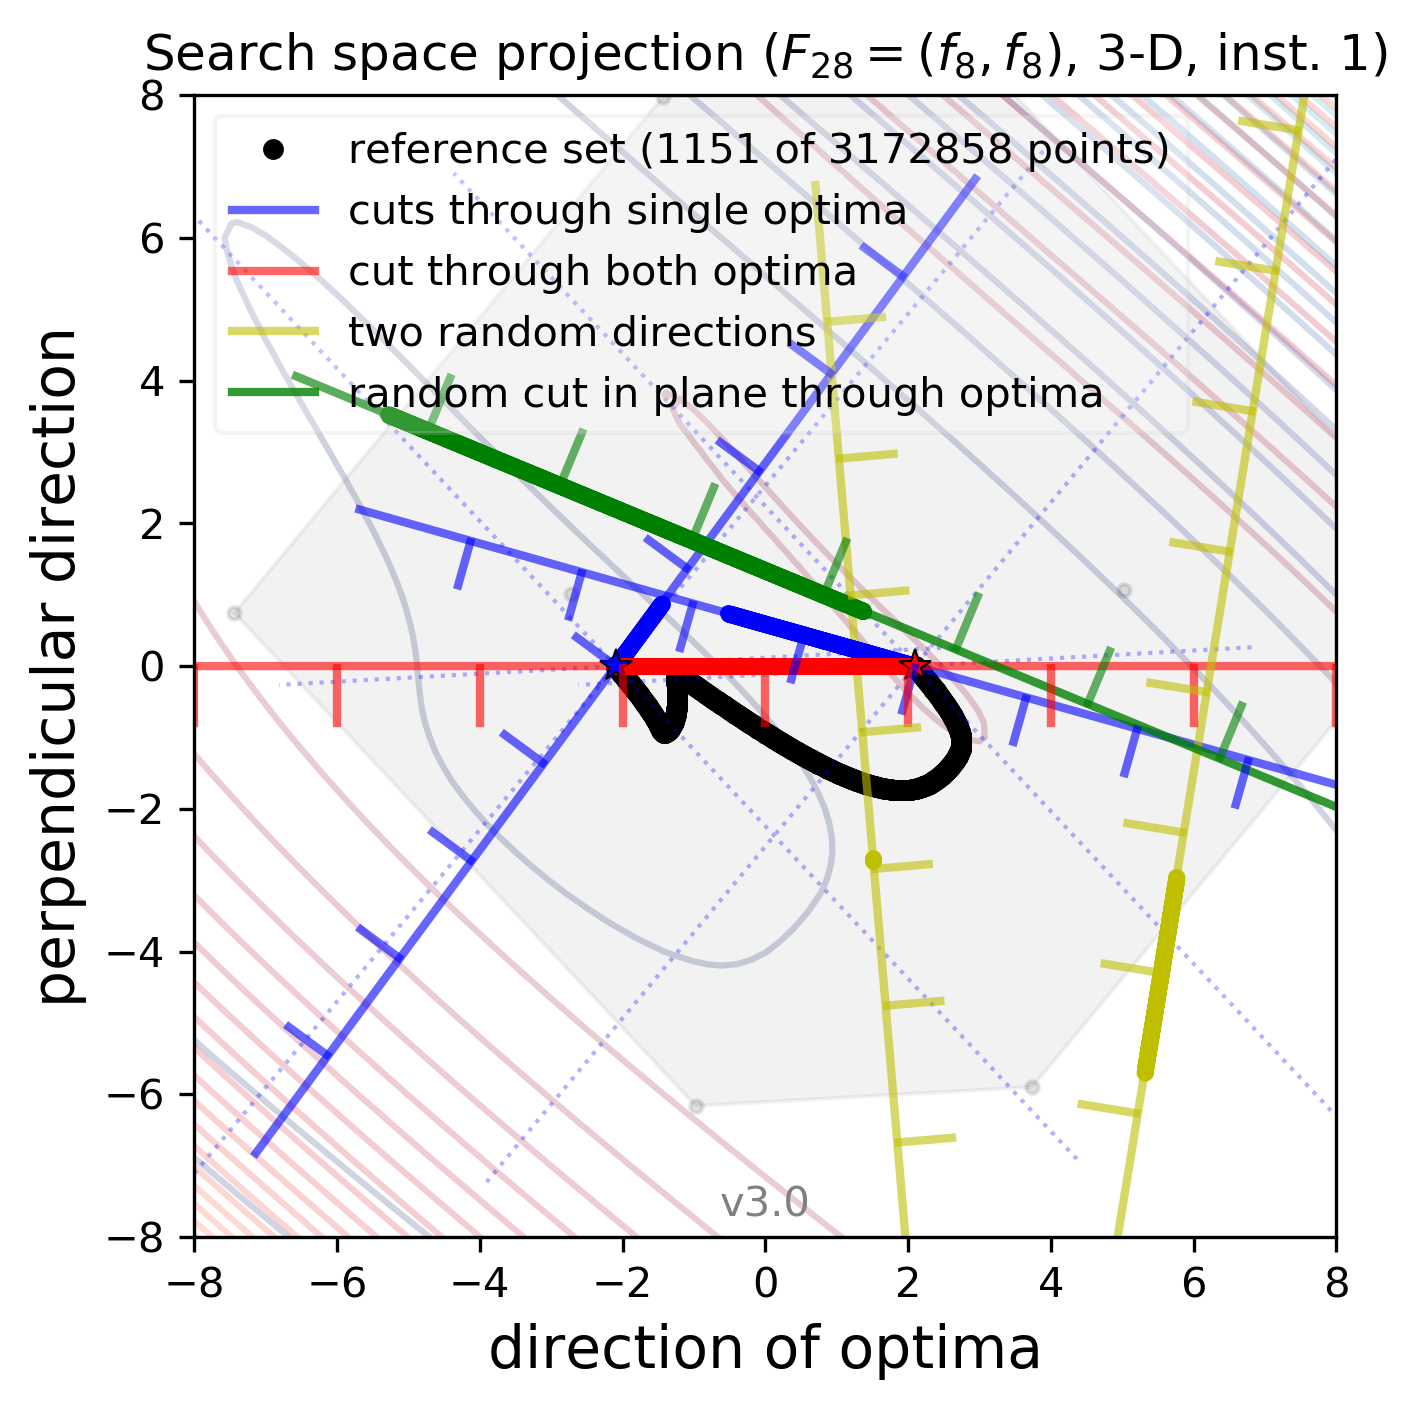 Search space projection (F₂₈ = (f₈, f₈), 3-D, inst. 1)
8
6
4
2
0
−2
−4
−6
−8
perpendicular direction
reference set (1151 of 3172858 points)
cuts through single optima
cut through both optima
two random directions
random cut in plane through optima
v3.0
−8 −6 −4 −2 0 2 4 6 8
direction of optima